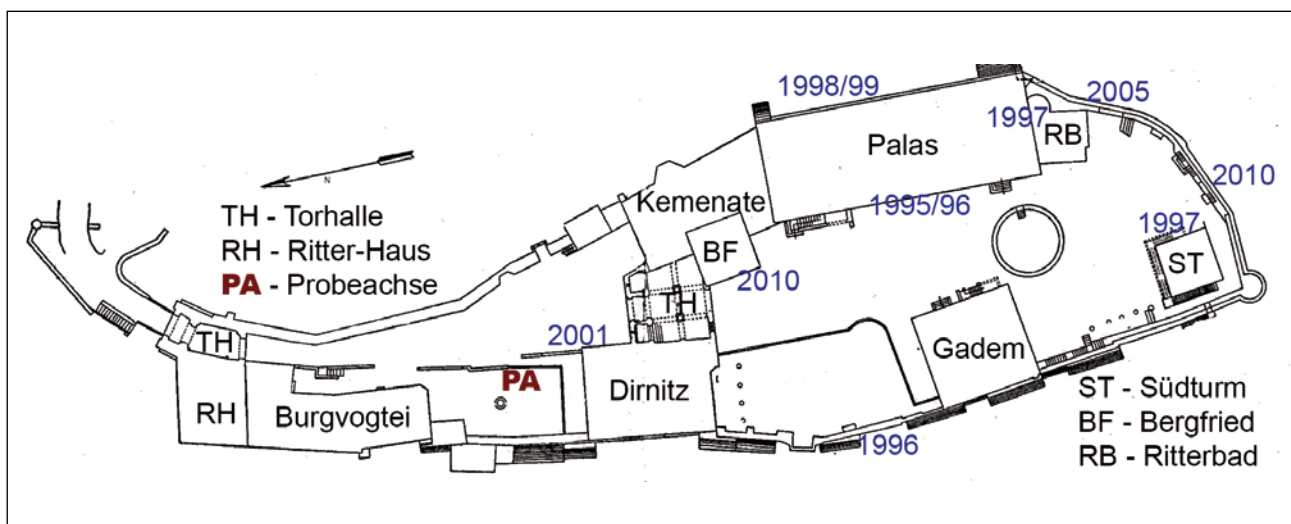 1998/99
2005
1997
RB
Palas
2010
N
TH - Torhalle
Kemenate
1995/96
RH - Ritter-Haus
1997
BF
ST
PA - Probeachse
2010
TH
TH
2001
Gadem
PA
Dirnitz
ST - Südturm
RH
Burgvogtei
BF - Bergfried
1996
RB - Ritterbad